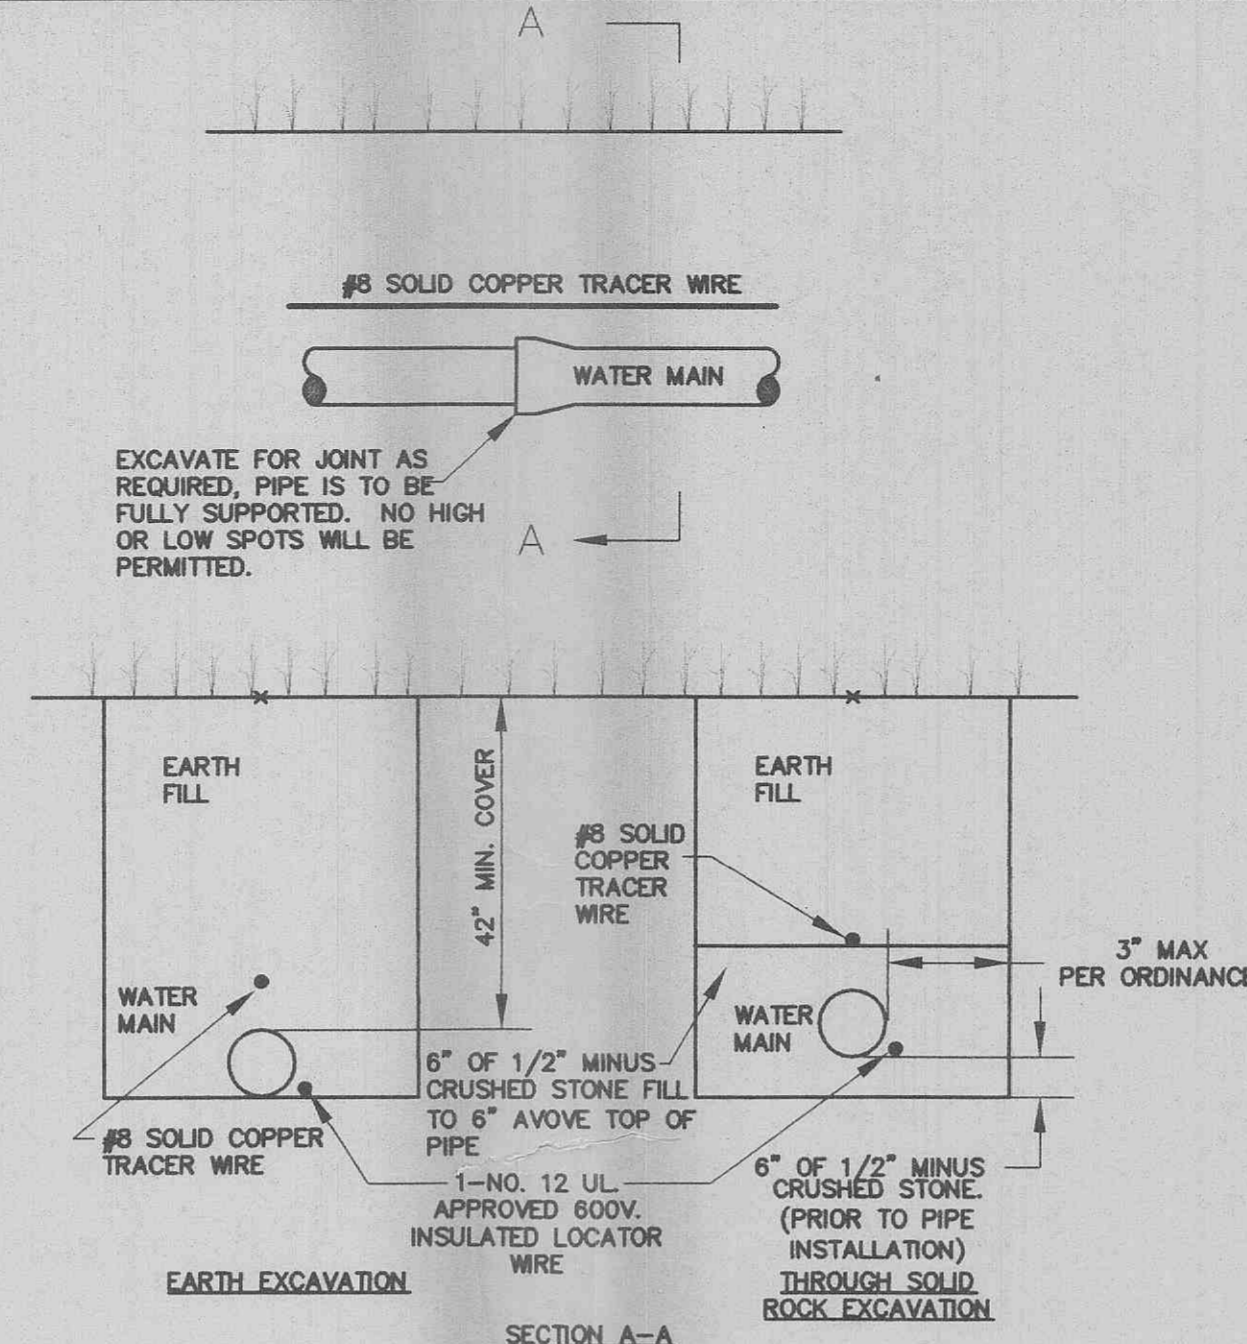 A
#8 SOLID COPPER TRACER WIRE
WATER MAIN
EXCAVATE FOR JOINT AS
REQUIRED, PIPE IS TO BE
FULLY SUPPORTED. NO HIGH
OR LOW SPOTS WILL BE
PERMITTED.
A
EARTH
FILL
42" MIN. COVER
EARTH
FILL
#8 SOLID
COPPER
TRACER
WIRE
3" MAX
PER ORDINANCE
WATER
MAIN
WATER
MAIN
6" OF 1/2" MINUS
CRUSHED STONE FILL
TO 6" AVOVE TOP OF
PIPE
#8 SOLID COPPER
TRACER WIRE
1-NO. 12 UL.
APPROVED 600V.
INSULATED LOCATOR
WIRE
6" OF 1/2" MINUS
CRUSHED STONE.
(PRIOR TO PIPE
INSTALLATION)
EARTH EXCAVATION
THROUGH SOLID
ROCK EXCAVATION
SECTION A-A